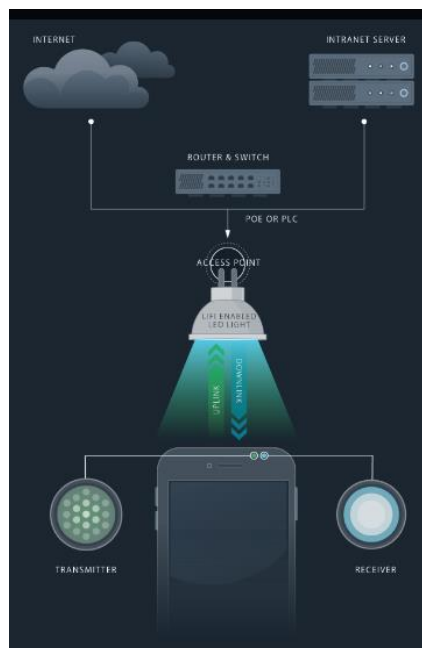 INTERNET
INTRANET SERVER
ROUTER & SWITCH
POE OR PLC
ACCESS POINT
LIFI ENABLED
LED LIGHT
UPLINK
DOWNLINK
TRANSMITTER
RECEIVER